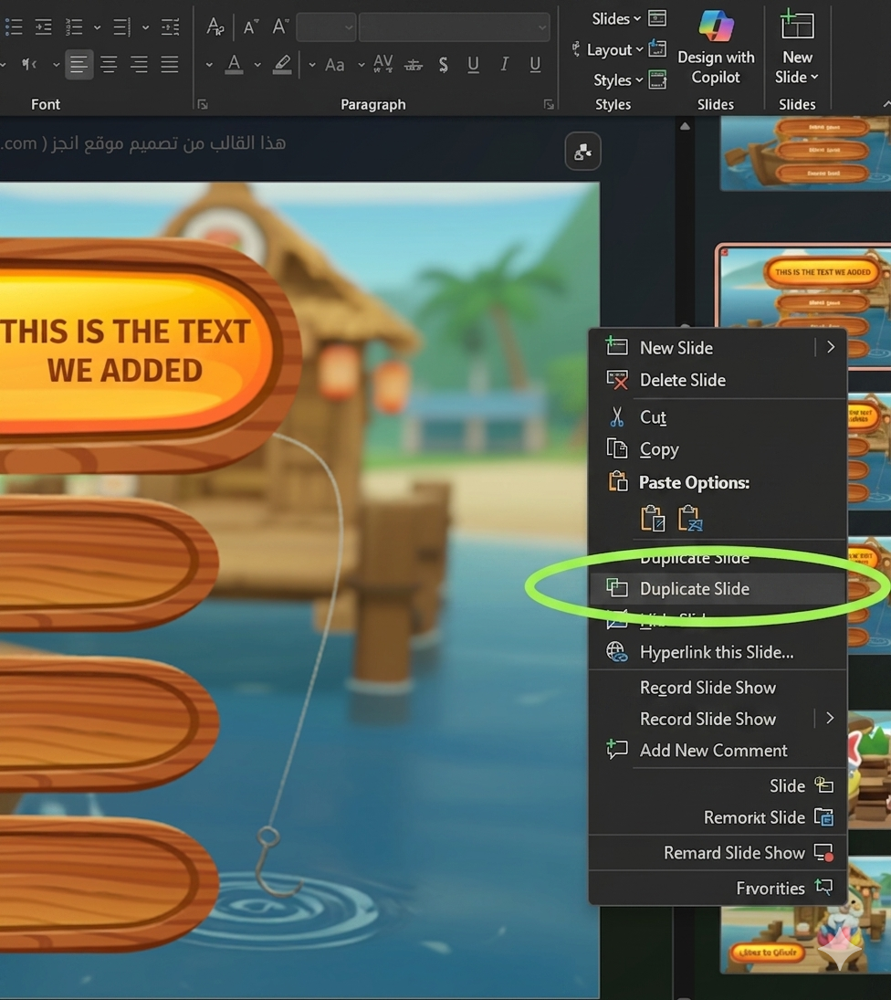 Slides
Layout
Styles
Styles
Design with
Copilot
Slides
New
Slide
Slides
Font
Paragraph
Aa
AV
$
U
I
U
هذا القالب من تصميم موقع انجز ( .com
THIS IS THE TEXT
WE ADDED
THIS IS THE TEXT WE ADDED
New Slide
Delete Slide
Cut
Copy
Paste Options:
Duplicate Slide
Duplicate Slide
Hyperlink this Slide...
Record Slide Show
Record Slide Show
Add New Comment
Slide
Remorkt Slide
Remard Slide Show
Frvorities